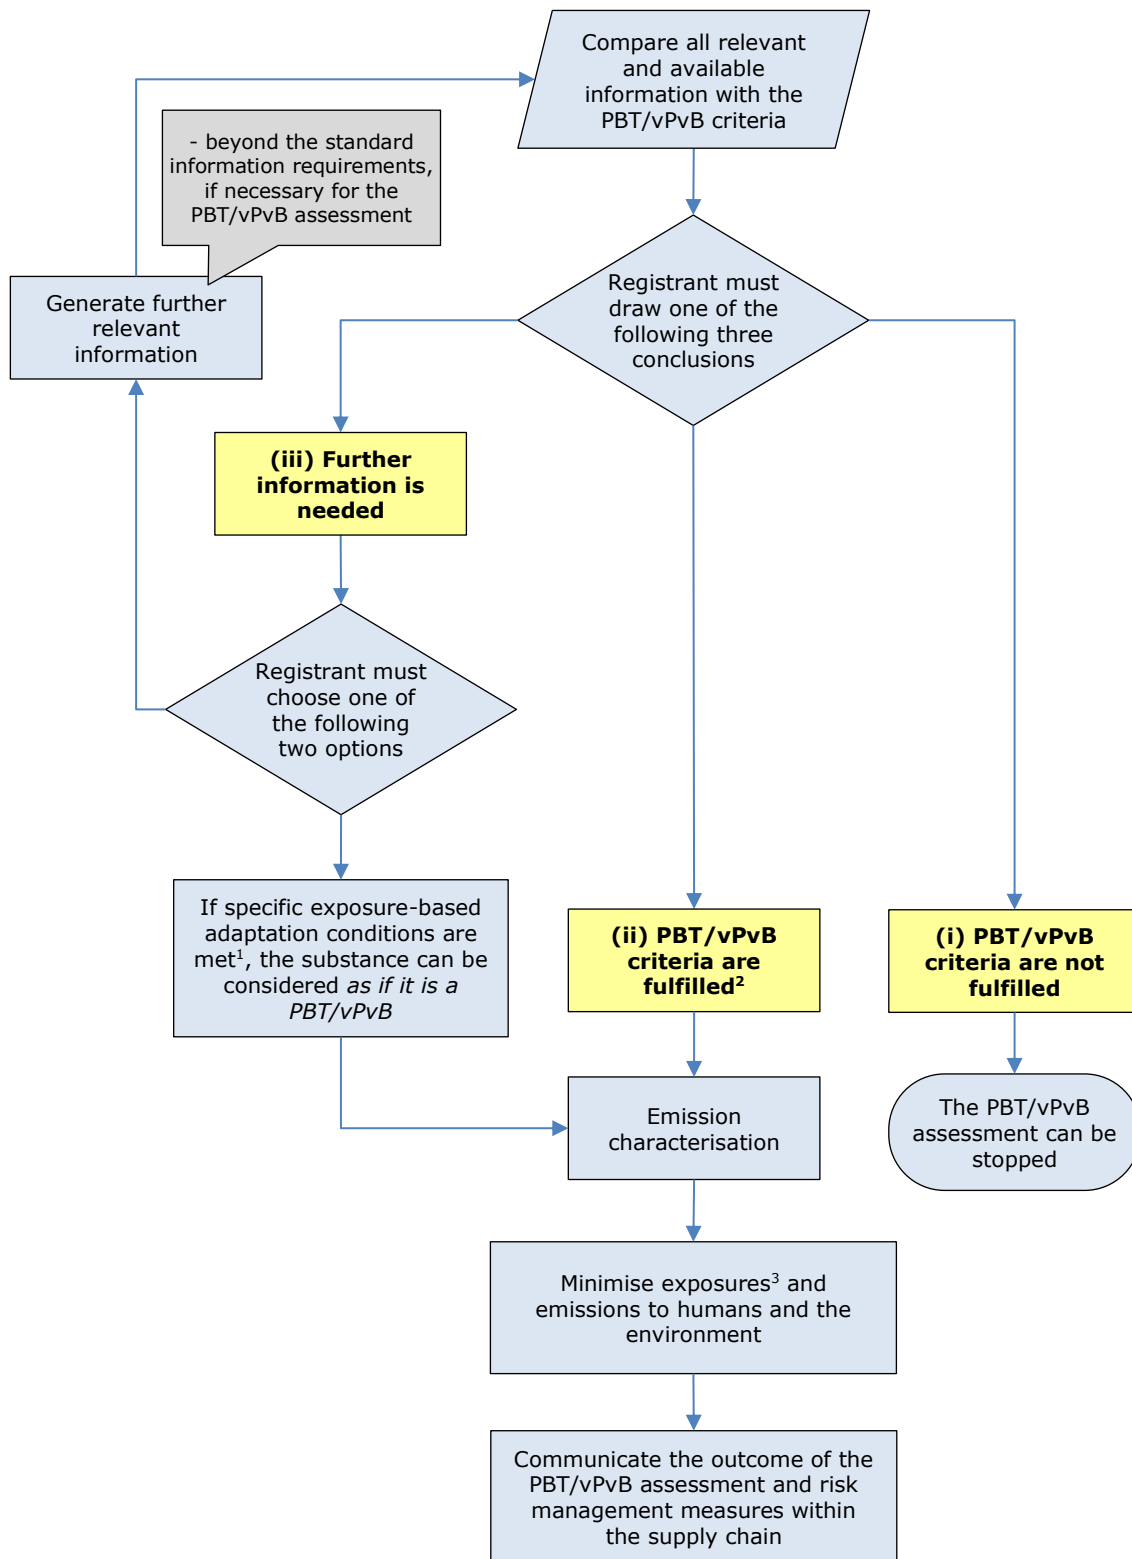 Compare all relevant
and available
information with the
PBT/vPvB criteria
- beyond the standard
information requirements,
if necessary for the
PBT/vPvB assessment
Generate further
relevant
information
Registrant must
draw one of the
following three
conclusions
(iii) Further
information is
needed
Registrant must
choose one of
the following
two options
If specific exposure-based
adaptation conditions are
met¹, the substance can be
considered as if it is a
PBT/vPvB
(ii) PBT/vPvB
criteria are
fulfilled²
(i) PBT/vPvB
criteria are not
fulfilled
Emission
characterisation
The PBT/vPvB
assessment can be
stopped
Minimise exposures³ and
emissions to humans and the
environment
Communicate the outcome of the
PBT/vPvB assessment and risk
management measures within
the supply chain